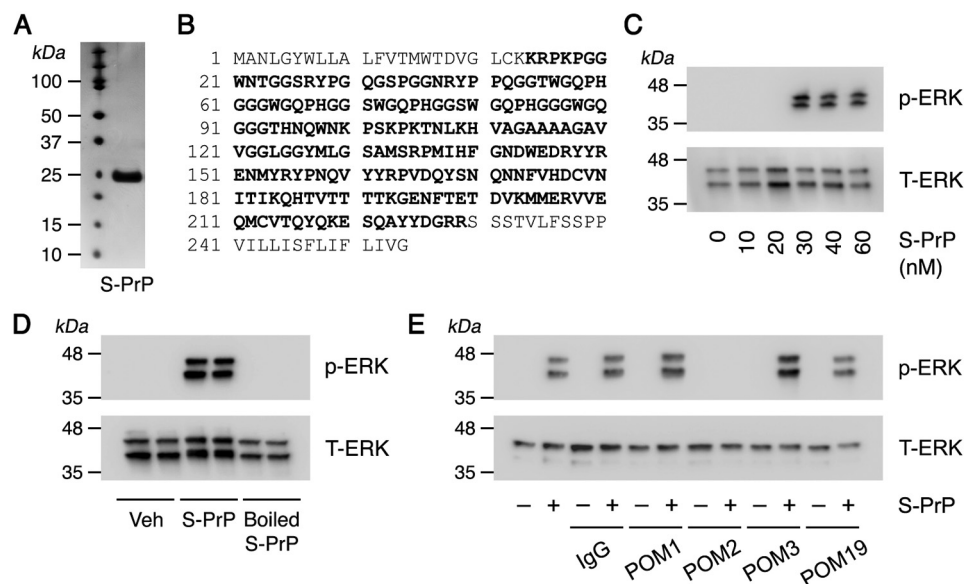 A
kDa
100
50
37
25
15
10
S-PrP
B
1 MANLGYWLLA LFVTMWTDVG LCKKRPKPGG
21 WNTGGSRYPG QGSPGGNRYP PQGGTWGQPH
61 GGGWGQPHGG SWGQPHGGSW GQPHGGGWGQ
91 GGGTHNQWNK PSKPKTNLKH VAGAAAAGAV
121 VGGLGGYMLG SAMSRPMIHF GNDWEDRYYR
151 ENMYRYPNQV YYRPVDQYSN QNNFVHDCVN
181 ITIKQHTVTT TTKGENFTET DVKMMERVVE
211 QMCVTQYQKE SQAYYDGRRS SSTVLFSSPP
241 VILLISFLIF LIVG
C
kDa
48
35
p-ERK
48
35
T-ERK
0 10 20 30 40 60 S-PrP
(nM)
D
kDa
48
35
p-ERK
48
35
T-ERK
Veh S-PrP Boiled
S-PrP
E
kDa
48
35
p-ERK
48
35
T-ERK
– + – + – + – + – + – + S-PrP
IgG POM1 POM2 POM3 POM19